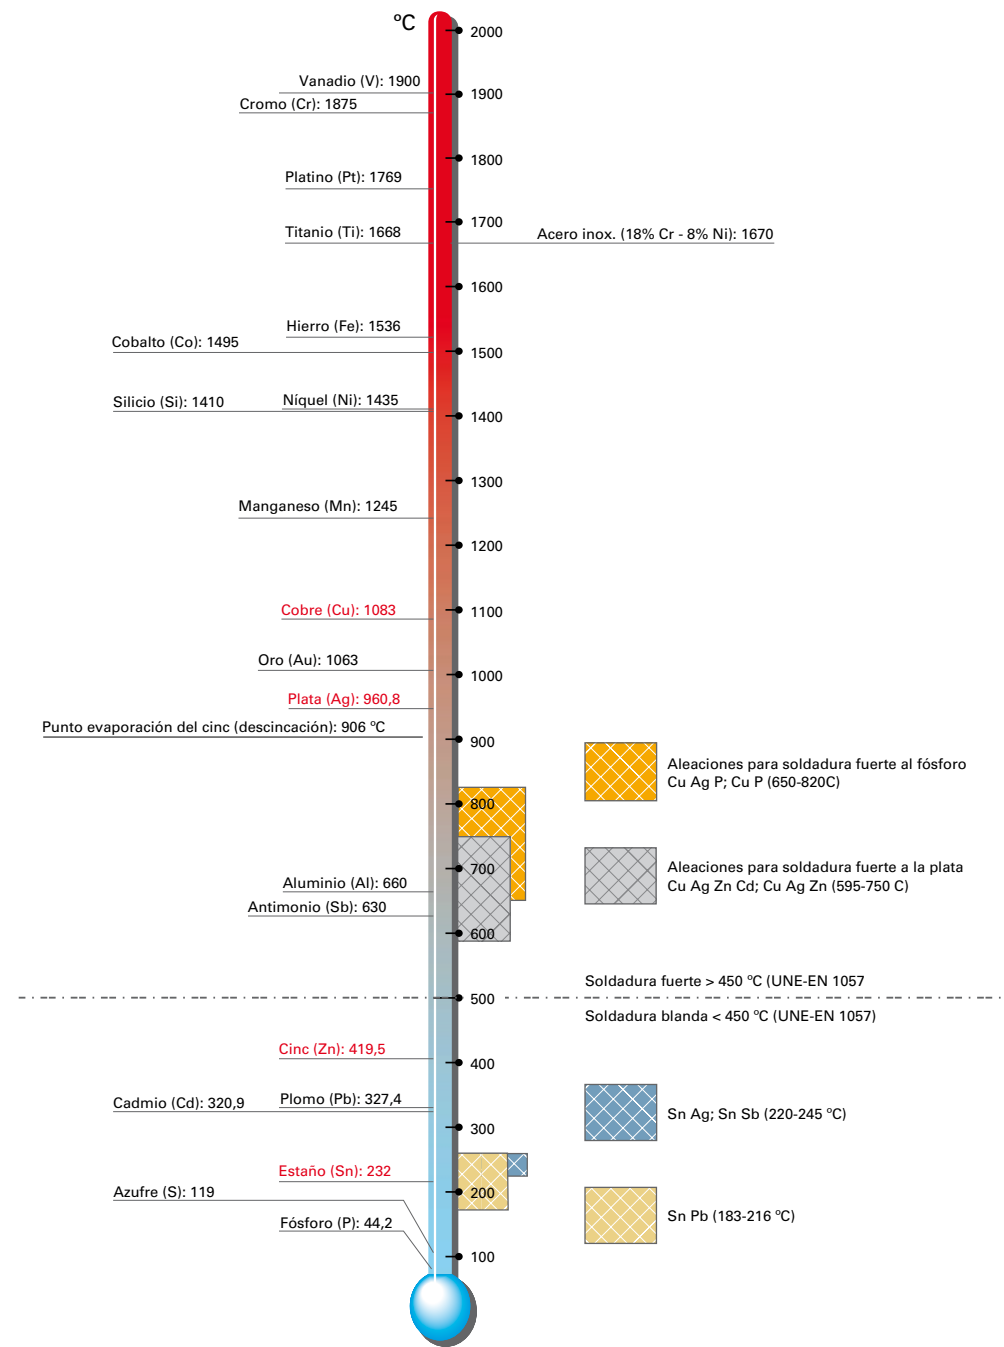 ºC
2000
Vanadio (V): 1900
1900
Cromo (Cr): 1875
1800
Platino (Pt): 1769
1700
Titanio (Ti): 1668
Acero inox. (18% Cr - 8% Ni): 1670
1600
Hierro (Fe): 1536
Cobalto (Co): 1495
1500
Silicio (Si): 1410
Níquel (Ni): 1435
1400
1300
Manganeso (Mn): 1245
1200
Cobre (Cu): 1083
1100
Oro (Au): 1063
1000
Plata (Ag): 960,8
Punto evaporación del cinc (descincación): 906 ºC
900
Aleaciones para soldadura fuerte al fósforo
Cu Ag P; Cu P (650-820C)
800
700
Aleaciones para soldadura fuerte a la plata
Cu Ag Zn Cd; Cu Ag Zn (595-750 C)
Aluminio (Al): 660
Antimonio (Sb): 630
600
Soldadura fuerte > 450 ºC (UNE-EN 1057
500
Soldadura blanda < 450 ºC (UNE-EN 1057)
Cinc (Zn): 419,5
400
Cadmio (Cd): 320,9
Plomo (Pb): 327,4
Sn Ag; Sn Sb (220-245 ºC)
300
Estaño (Sn): 232
Azufre (S): 119
200
Fósforo (P): 44,2
Sn Pb (183-216 ºC)
100